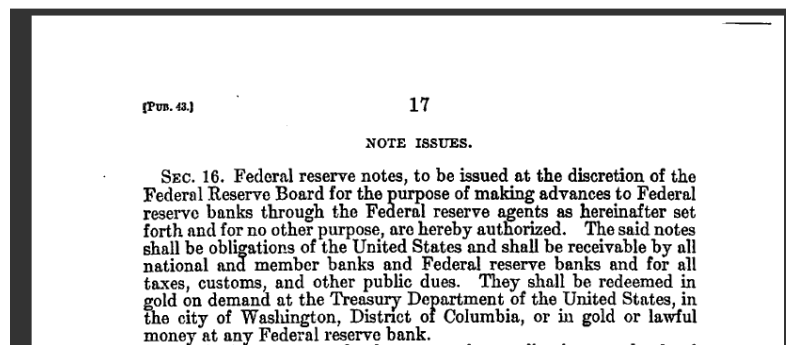 [PUB. 43.]
17
NOTE ISSUES.
SEC. 16. Federal reserve notes, to be issued at the discretion of the
Federal Reserve Board for the purpose of making advances to Federal
reserve banks through the Federal reserve agents as hereinafter set
forth and for no other purpose, are hereby authorized. The said notes
shall be obligations of the United States and shall be receivable by all
national and member banks and Federal reserve banks and for all
taxes, customs, and other public dues. They shall be redeemed in
gold on demand at the Treasury Department of the United States, in
the city of Washington, District of Columbia, or in gold or lawful
money at any Federal reserve bank.